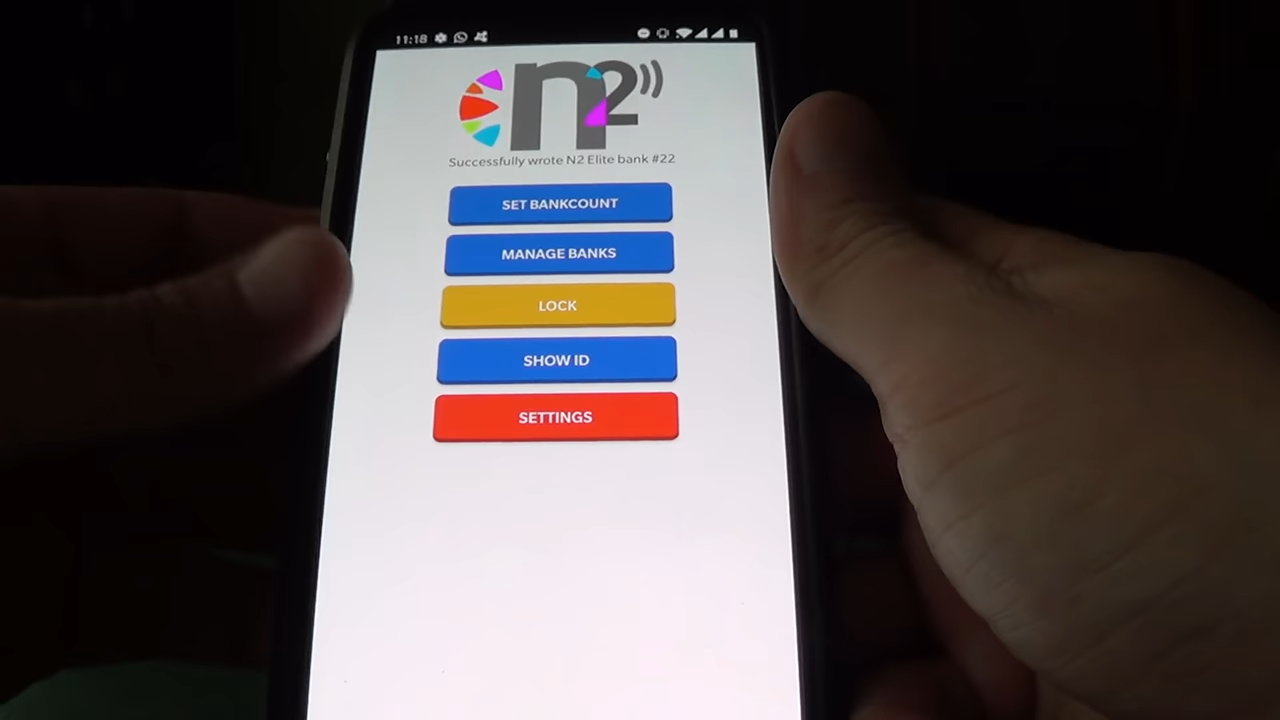 11:18
n2
Successfully wrote N2 Elite bank #22
SET BANKCOUNT
MANAGE BANKS
LOCK
SHOW ID
SETTINGS